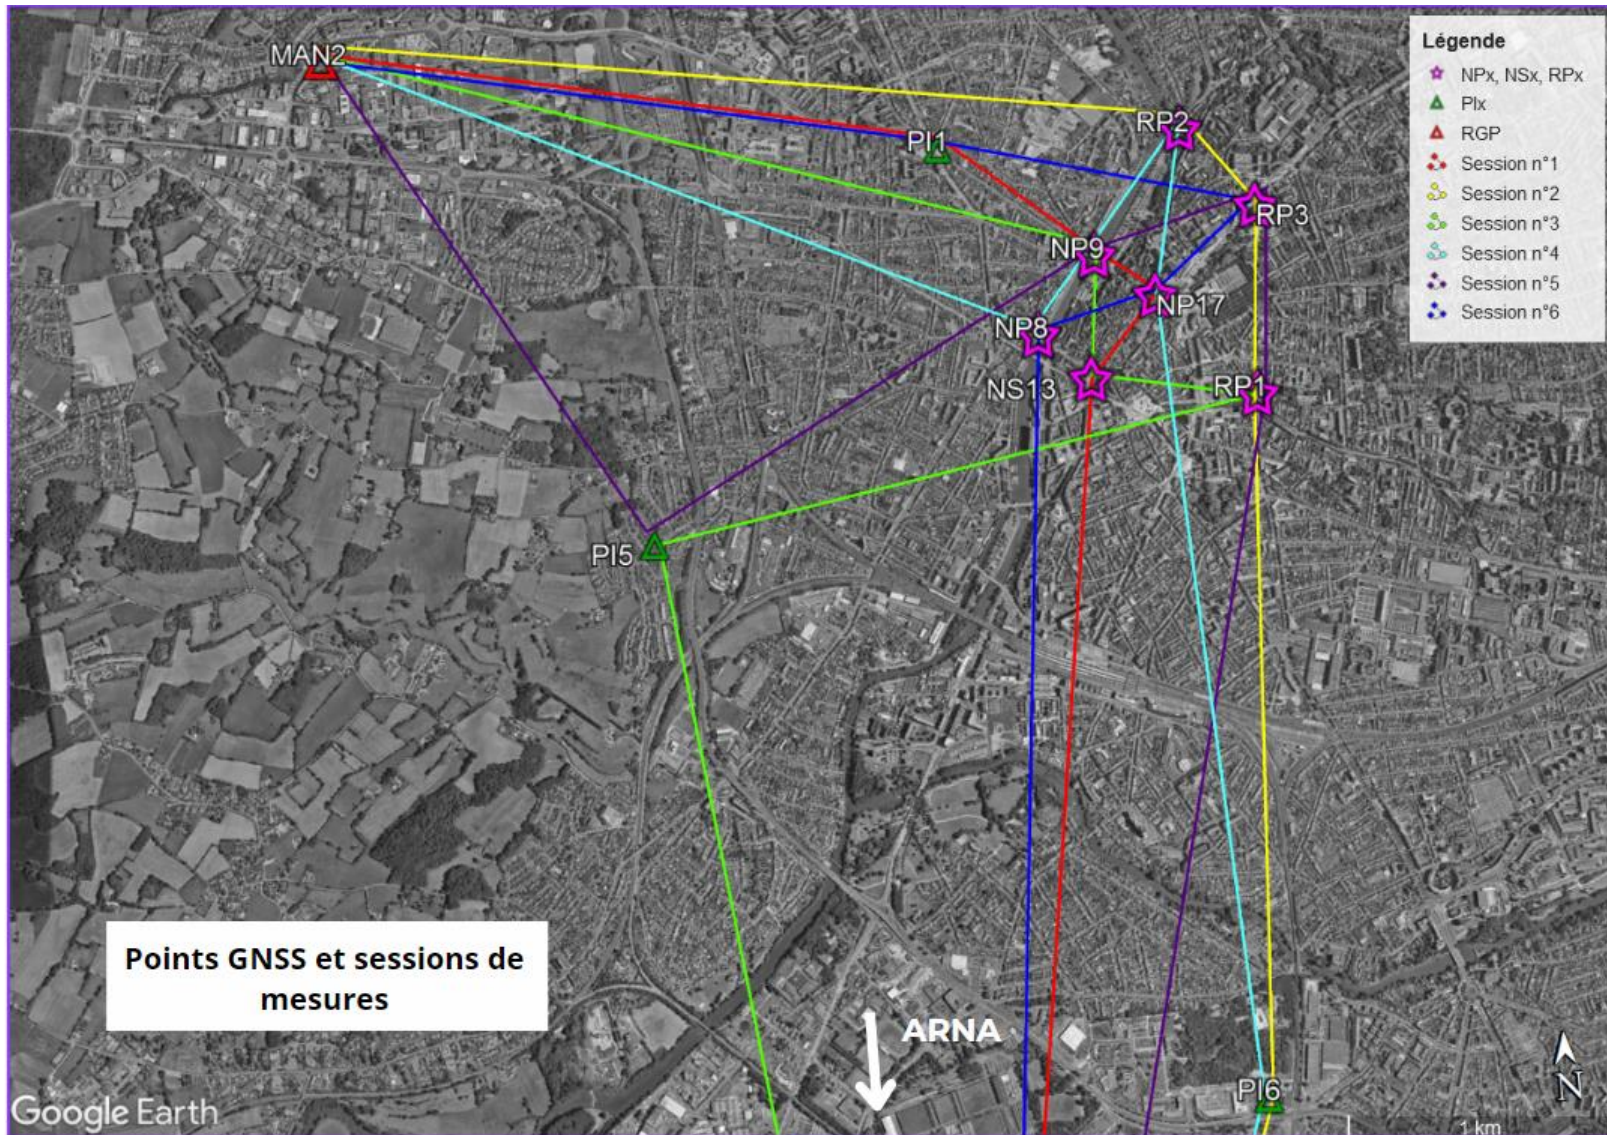 MAN2
PI1
RP2
RP3
NP9
NP17
NP8
NS13
RP1
PI5
PI6
Légende
NPx, NSx, RPx
PIx
RGP
Session n°1
Session n°2
Session n°3
Session n°4
Session n°5
Session n°6
Points GNSS et sessions de
mesures
ARNA
N
Google Earth
1 km